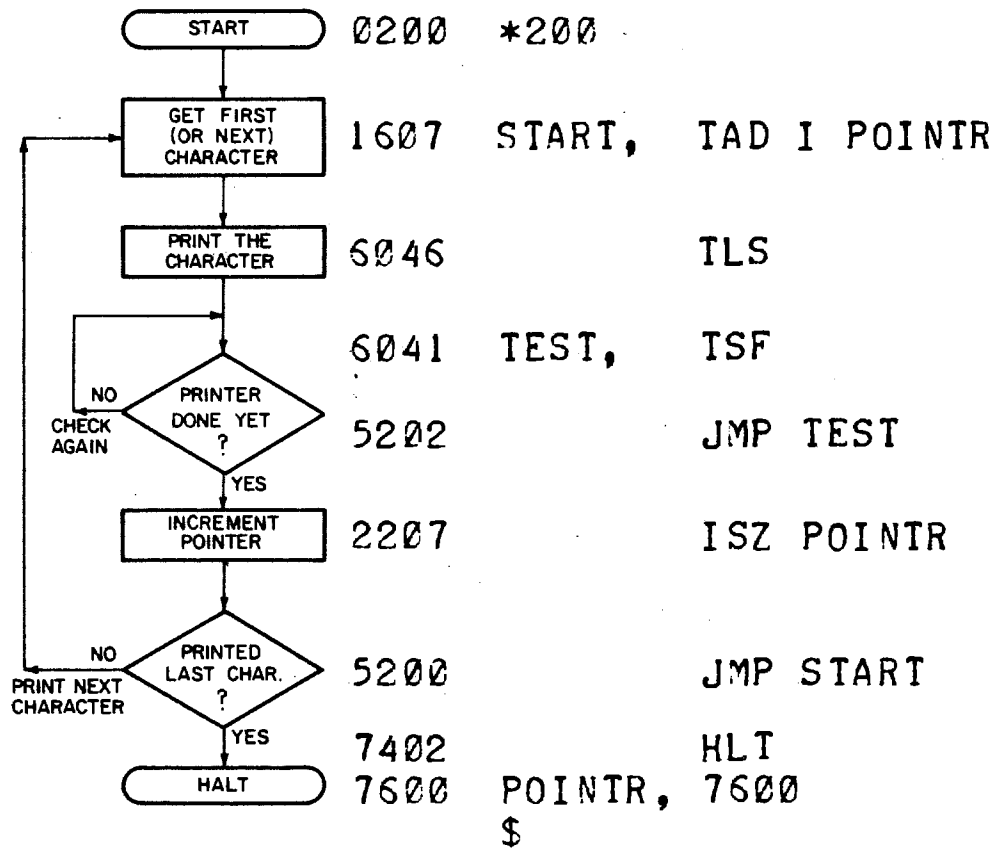 START 0200 *200
GET FIRST
(OR NEXT)
CHARACTER
1607 START, TAD I POINTR
PRINT THE
CHARACTER
6046 TLS
6041 TEST, TSF
NO
CHECK
AGAIN
PRINTER
DONE YET
?
5202 JMP TEST
YES
INCREMENT
POINTER
2207 ISZ POINTR
NO
PRINT NEXT
CHARACTER
PRINTED
LAST CHAR.
?
5200 JMP START
YES
7402 HLT
HALT
7600 POINTR, 7600
$